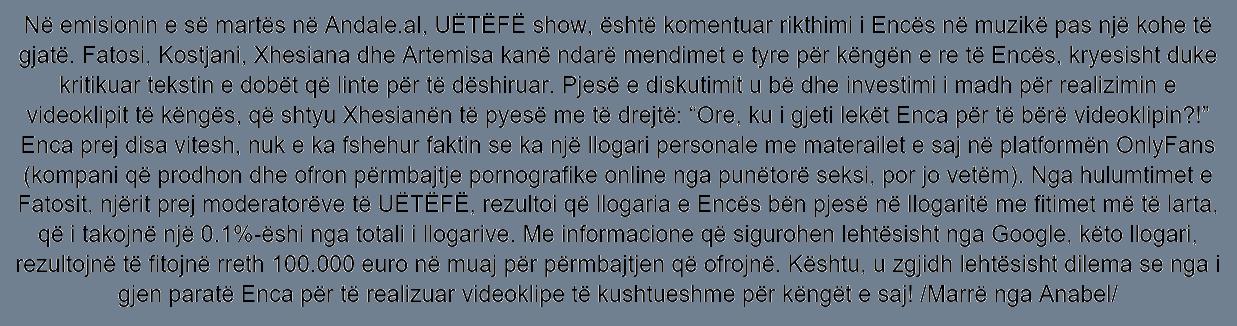 Në emisionin e së martës në Andale.al, UËTËFË show, është komentuar rikthimi i Encës në muzikë pas një kohe të
gjatë. Fatosi, Kostjani, Xhesiana dhe Artemisa kanë ndarë mendimet e tyre për këngën e re të Encës, kryesisht duke
kritikuar tekstin e dobët që linte për të dëshiruar. Pjesë e diskutimit u bë dhe investimi i madh për realizimin e
videoklipit të këngës, që shtyu Xhesianën të pyesë me të drejtë: “Ore, ku i gjeti lekët Enca për të bërë videoklipin?!”
Enca prej disa vitesh, nuk e ka fshehur faktin se ka një llogari personale me materailet e saj në platformën OnlyFans
(kompani që prodhon dhe ofron përmbajtje pornografike online nga punëtorë seksi, por jo vetëm). Nga hulumtimet e
Fatosit, njërit prej moderatorëve të UËTËFË, rezultoi që llogaria e Encës bën pjesë në llogaritë me fitimet më të larta,
që i takojnë një 0.1%-ëshi nga totali i llogarive. Me informacione që sigurohen lehtësisht nga Google, këto llogari,
rezultojnë të fitojnë rreth 100.000 euro në muaj për përmbajtjen që ofrojnë. Kështu, u zgjidh lehtësisht dilema se nga i
gjen paratë Enca për të realizuar videoklipe të kushtueshme për këngët e saj! /Marrë nga Anabel/